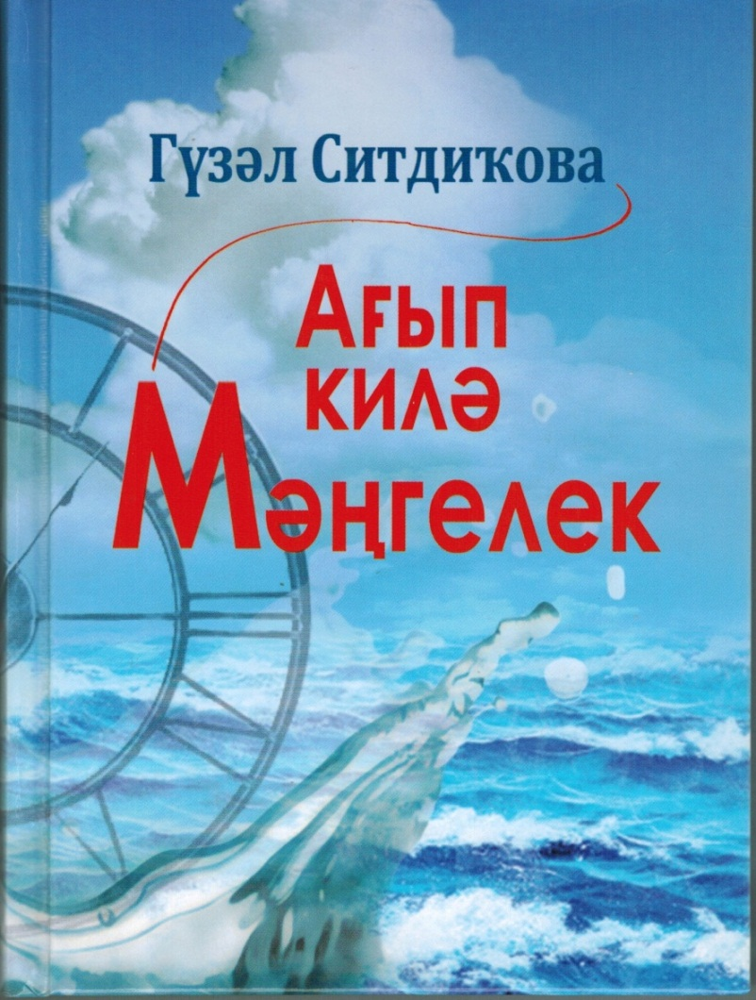 Гүзәл Ситдиҡова
Ағып
килә
Мәңгелек